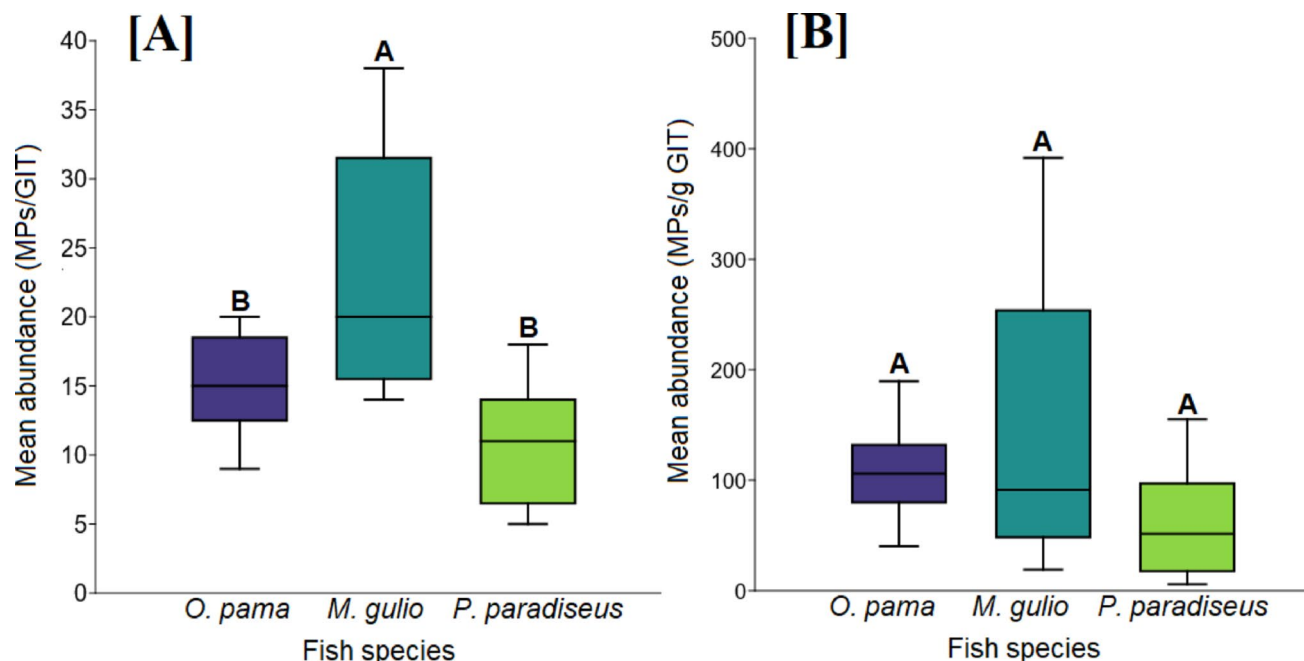 [A]
Mean abundance (MPs/GIT)
40
35
30
25
20
15
10
5
0
B
A
B
O. pama
M. gulio
P. paradiseus
Fish species
[B]
Mean abundance (MPs/g GIT)
500
400
300
200
100
0
A
A
A
O. pama
M. gulio
P. paradiseus
Fish species